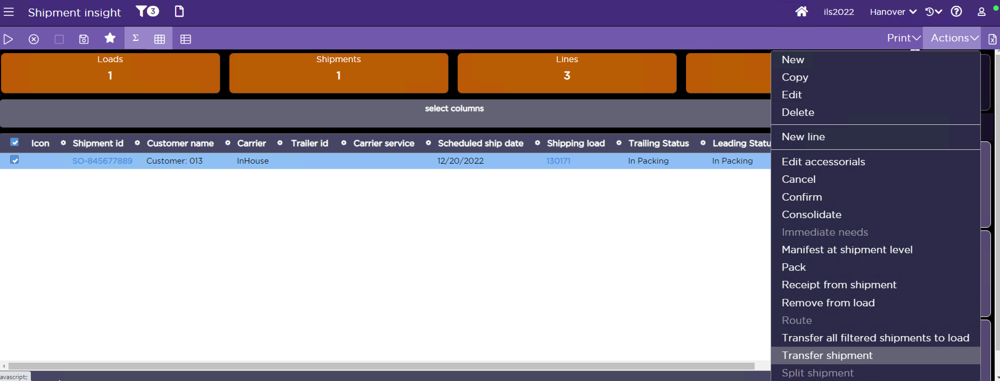 Shipment insight 3 ils2022 Hanover
Σ Print Actions
Loads
1
Shipments
1
Lines
3
select columns
Icon Shipment id Customer name Carrier Trailer id Carrier service Scheduled ship date Shipping load Trailing Status Leading Statu
SO-845677889 Customer: 013 InHouse 12/20/2022 130171 In Packing In Packing
New
Copy
Edit
Delete
New line
Edit accessorials
Cancel
Confirm
Consolidate
Immediate needs
Manifest at shipment level
Pack
Receipt from shipment
Remove from load
Route
Transfer all filtered shipments to load
Transfer shipment
Split shipment
avascript:;